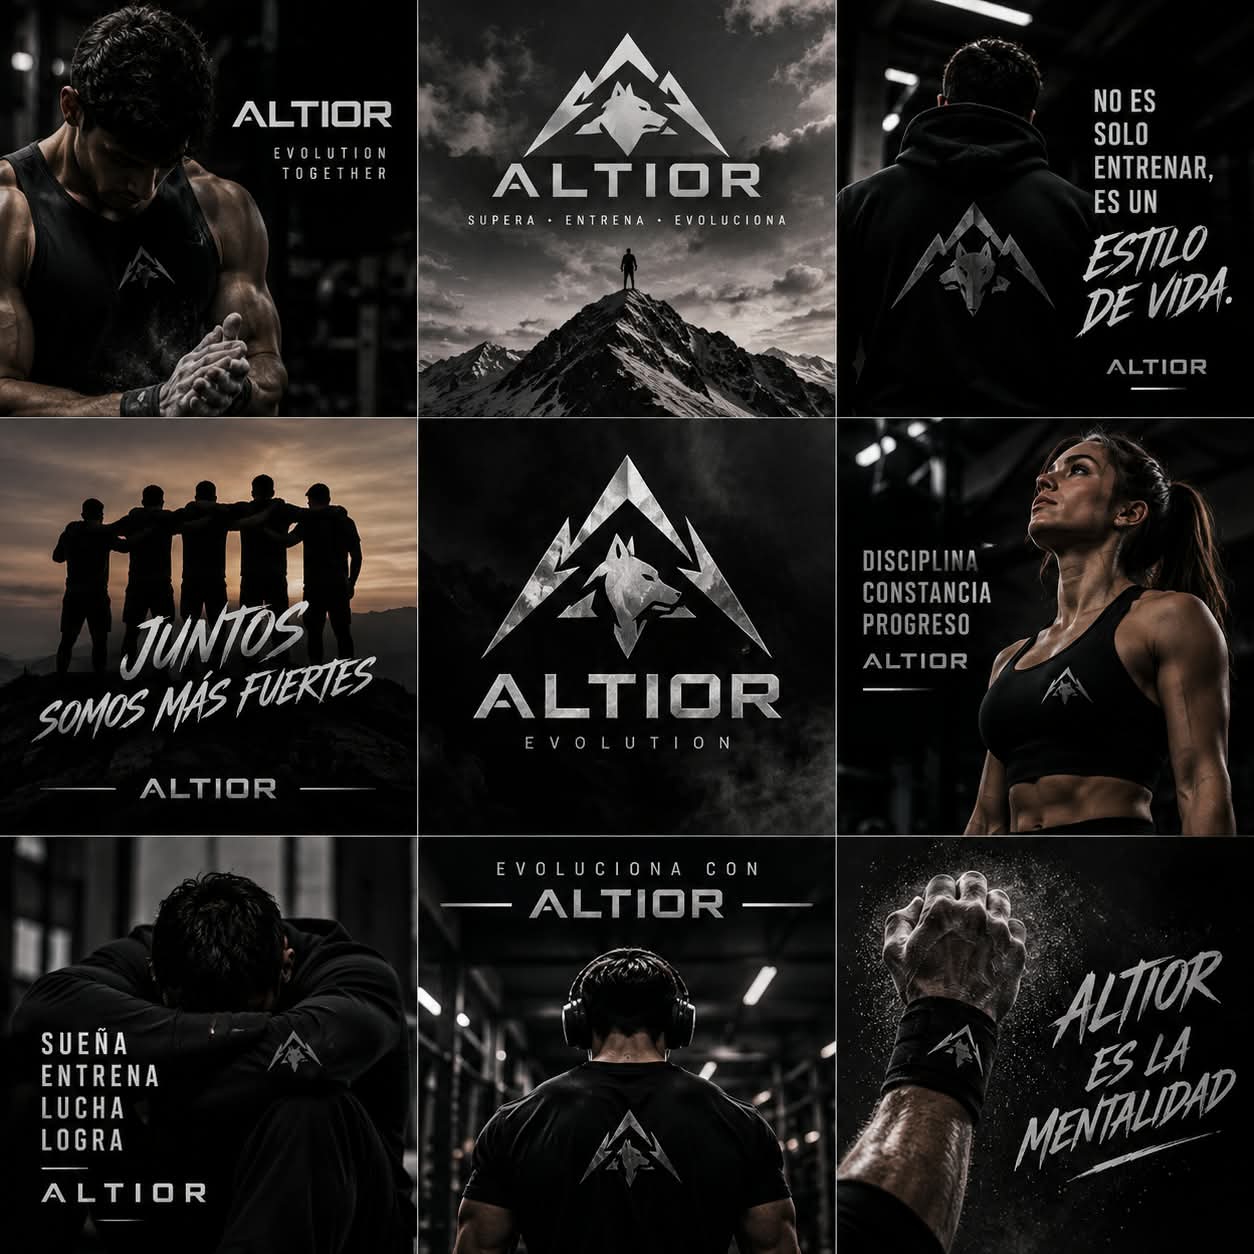 ALTIOR
EVOLUTION
TOGETHER
ALTIOR
SUPERA • ENTRENA • EVOLUCIONA
NO ES
SOLO
ENTRENAR,
ES UN
ESTILO
DE VIDA.
ALTIOR
JUNTOS
SOMOS MÁS FUERTES
ALTIOR
ALTIOR
EVOLUTION
DISCIPLINA
CONSTANCIA
PROGRESO
ALTIOR
SUEÑA
ENTRENA
LUCHA
LOGRA
ALTIOR
EVOLUCIONA CON
ALTIOR
ALTIOR
ES LA
MENTALIDAD